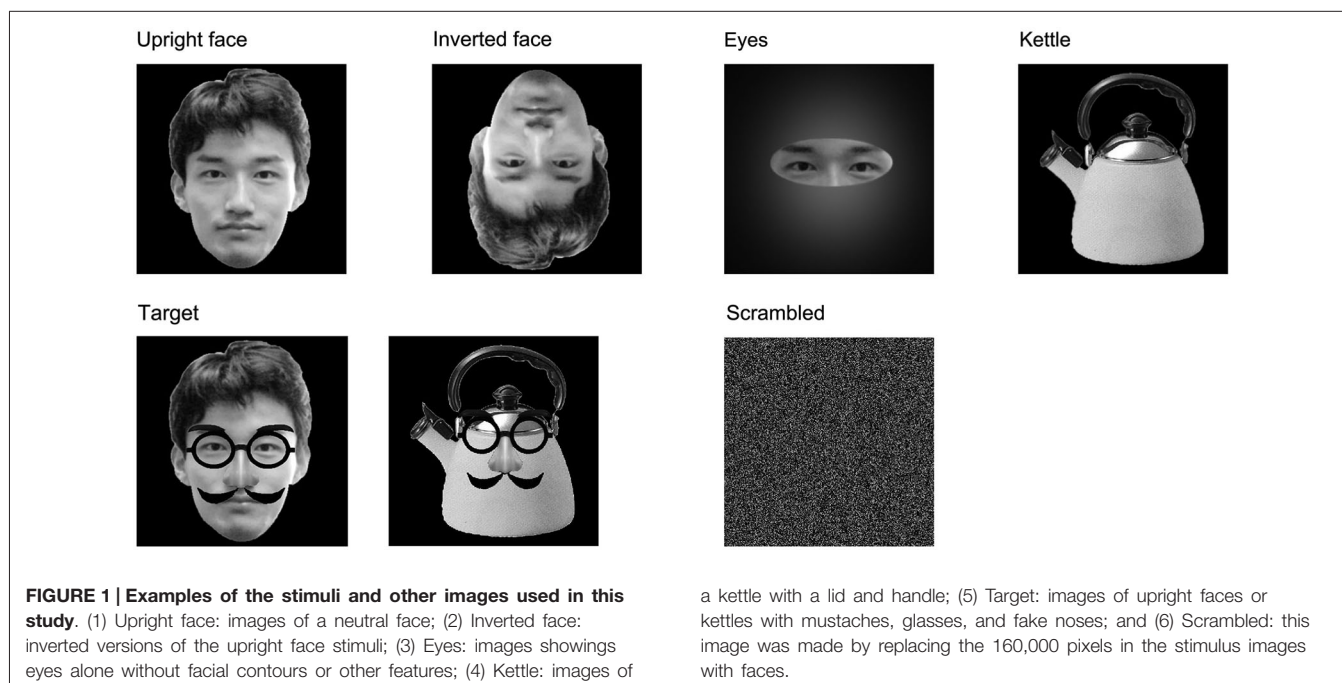 Upright face
Inverted face
Eyes
Kettle
Target
Scrambled
FIGURE 1 | Examples of the stimuli and other images used in this
study. (1) Upright face: images of a neutral face; (2) Inverted face:
inverted versions of the upright face stimuli; (3) Eyes: images showings
eyes alone without facial contours or other features; (4) Kettle: images of
a kettle with a lid and handle; (5) Target: images of upright faces or
kettles with mustaches, glasses, and fake noses; and (6) Scrambled: this
image was made by replacing the 160,000 pixels in the stimulus images
with faces.